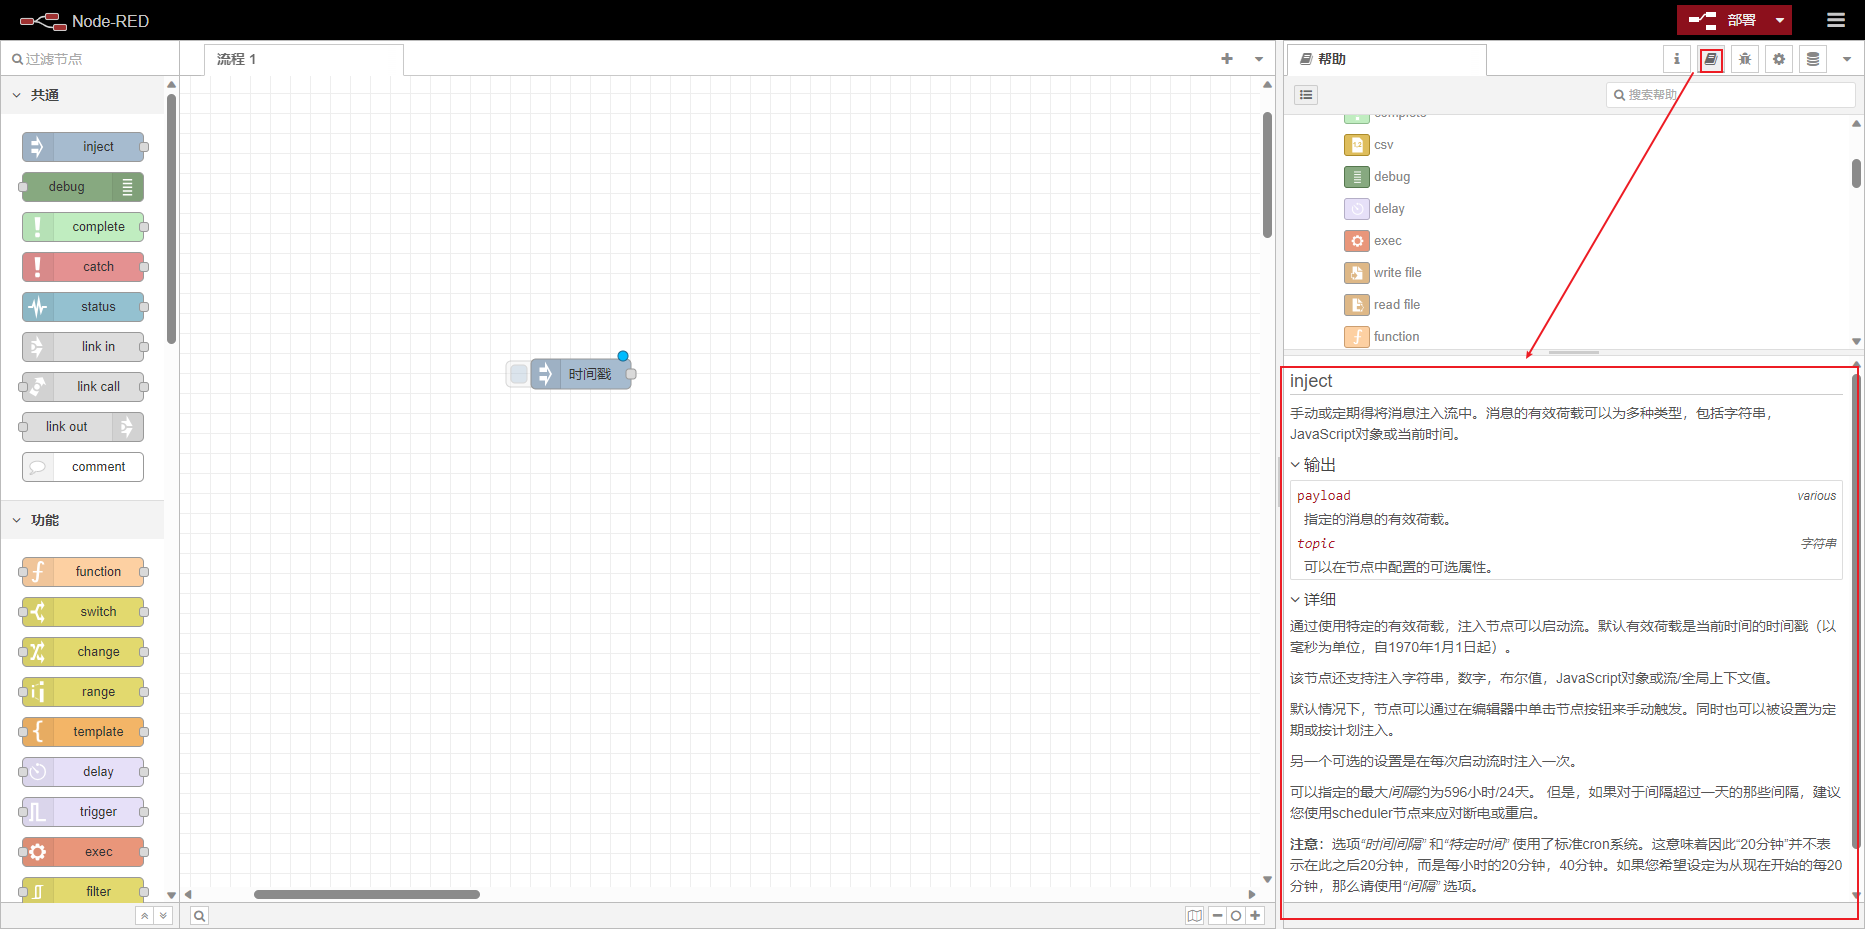 Node-RED
部署
过滤节点
流程 1
帮助
搜索帮助
共通
inject
debug
complete
catch
status
link in
link call
link out
comment
功能
function
switch
change
range
template
delay
trigger
exec
filter
时间戳
complete
csv
debug
delay
exec
write file
read file
function
inject
手动或定期得将消息注入流中。消息的有效荷载可以为多种类型，包括字符串，
JavaScript对象或当前时间。
输出
payload various
指定的消息的有效荷载。
topic 字符串
可以在节点中配置的可选属性。
详细
通过使用特定的有效荷载，注入节点可以启动流。默认有效荷载是当前时间的时间戳（以
毫秒为单位，自1970年1月1日起）。
该节点还支持注入字符串，数字，布尔值，JavaScript对象或流/全局上下文值。
默认情况下，节点可以通过在编辑器中单击节点按钮来手动触发。同时也可以被设置为定
期或按计划注入。
另一个可选的设置是在每次启动流时注入一次。
可以指定的最大间隔约为596小时/24天。 但是，如果对于间隔超过一天的那些间隔，建议
您使用scheduler节点来应对断电或重启。
注意：选项“时间间隔”和“特定时间”使用了标准cron系统。这意味着因此“20分钟”并不表
示在此之后20分钟，而是每小时的20分钟，40分钟。如果您希望设定为从现在开始的每20
分钟，那么请使用“间隔”选项。